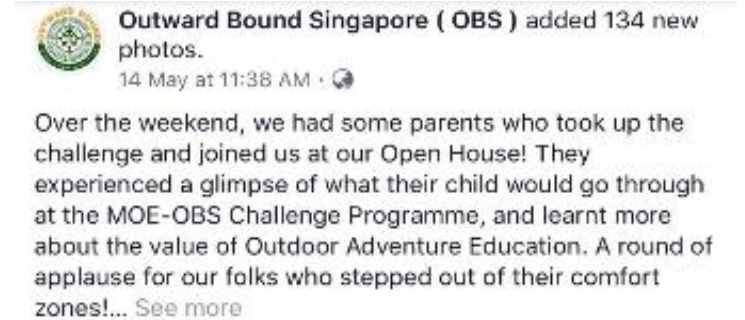 Outward Bound Singapore ( OBS ) added 134 new
photos.
14 May at 11:38 AM ·
Over the weekend, we had some parents who took up the
challenge and joined us at our Open House! They
experienced a glimpse of what their child would go through
at the MOE-OBS Challenge Programme, and learnt more
about the value of Outdoor Adventure Education. A round of
applause for our folks who stepped out of their comfort
zones!... See more